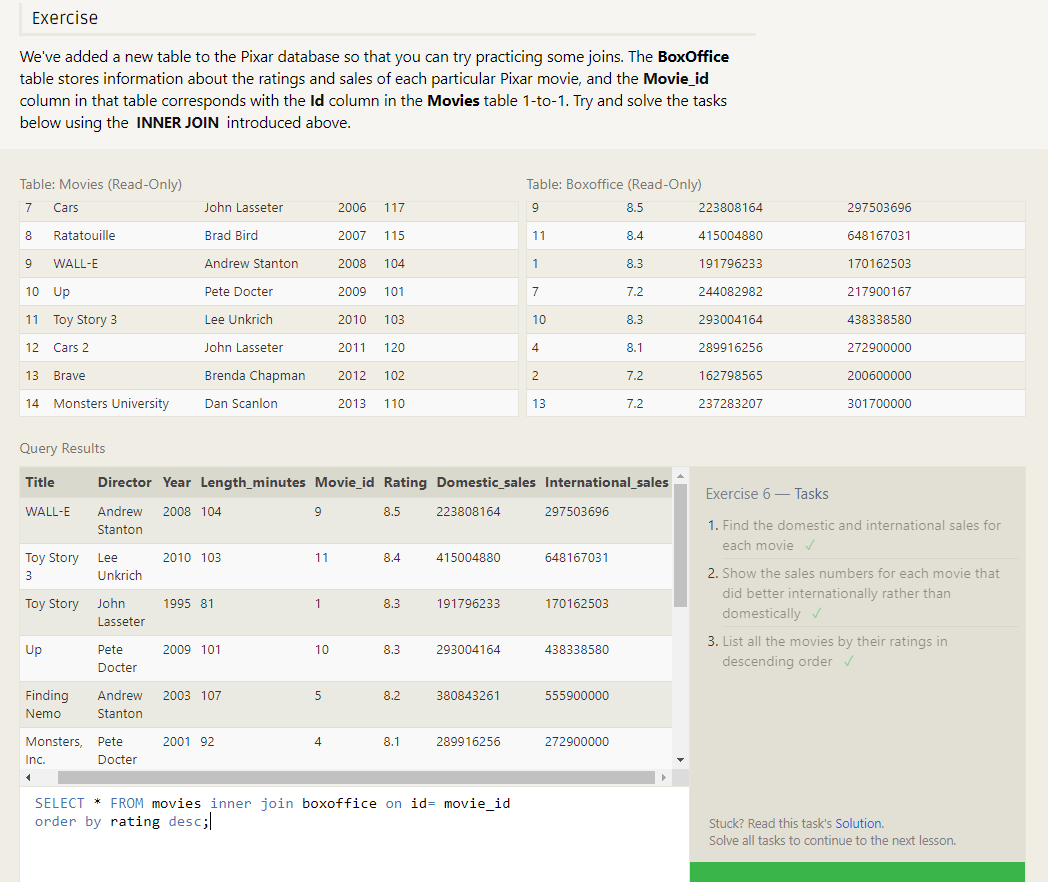 Exercise
We've added a new table to the Pixar database so that you can try practicing some joins. The BoxOffice
table stores information about the ratings and sales of each particular Pixar movie, and the Movie_id
column in that table corresponds with the Id column in the Movies table 1-to-1. Try and solve the tasks
below using the INNER JOIN introduced above.
Table: Movies (Read-Only)
7 Cars John Lasseter 2006 117
8 Ratatouille Brad Bird 2007 115
9 WALL-E Andrew Stanton 2008 104
10 Up Pete Docter 2009 101
11 Toy Story 3 Lee Unkrich 2010 103
12 Cars 2 John Lasseter 2011 120
13 Brave Brenda Chapman 2012 102
14 Monsters University Dan Scanlon 2013 110
Table: Boxoffice (Read-Only)
9 8.5 223808164 297503696
11 8.4 415004880 648167031
1 8.3 191796233 170162503
7 7.2 244082982 217900167
10 8.3 293004164 438338580
4 8.1 289916256 272900000
2 7.2 162798565 200600000
13 7.2 237283207 301700000
Query Results
Title Director Year Length_minutes Movie_id Rating Domestic_sales International_sales
WALL-E Andrew 2008 104 9 8.5 223808164 297503696
Stanton
Toy Story Lee 2010 103 11 8.4 415004880 648167031
3 Unkrich
Toy Story John 1995 81 1 8.3 191796233 170162503
Lasseter
Up Pete 2009 101 10 8.3 293004164 438338580
Docter
Finding Andrew 2003 107 5 8.2 380843261 555900000
Nemo Stanton
Monsters, Pete 2001 92 4 8.1 289916256 272900000
Inc. Docter
SELECT * FROM movies inner join boxoffice on id= movie_id
order by rating desc;
Exercise 6 — Tasks
1. Find the domestic and international sales for
each movie ✓
2. Show the sales numbers for each movie that
did better internationally rather than
domestically ✓
3. List all the movies by their ratings in
descending order ✓
Stuck? Read this task's Solution.
Solve all tasks to continue to the next lesson.